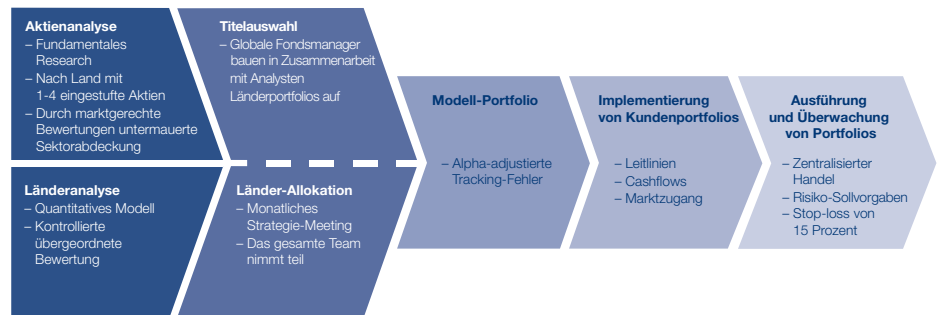 Aktienanalyse
– Fundamentales
Research
– Nach Land mit
1-4 eingestufte Aktien
– Durch marktgerechte
Bewertungen untermauerte
Sektorabdeckung
Länderanalyse
– Quantitatives Modell
– Kontrollierte
übergeordnete
Bewertung
Titelauswahl
– Globale Fondsmanager
bauen in Zusammenarbeit
mit Analysten
Länderportfolios auf
Länder-Allokation
– Monatliches
Strategie-Meeting
– Das gesamte Team
nimmt teil
Modell-Portfolio
– Alpha-adjustierte
Tracking-Fehler
Implementierung
von Kundenportfolios
– Leitlinien
– Cashflows
– Marktzugang
Ausführung
und Überwachung
von Portfolios
– Zentralisierter
Handel
– Risiko-Sollvorgaben
– Stop-loss von
15 Prozent